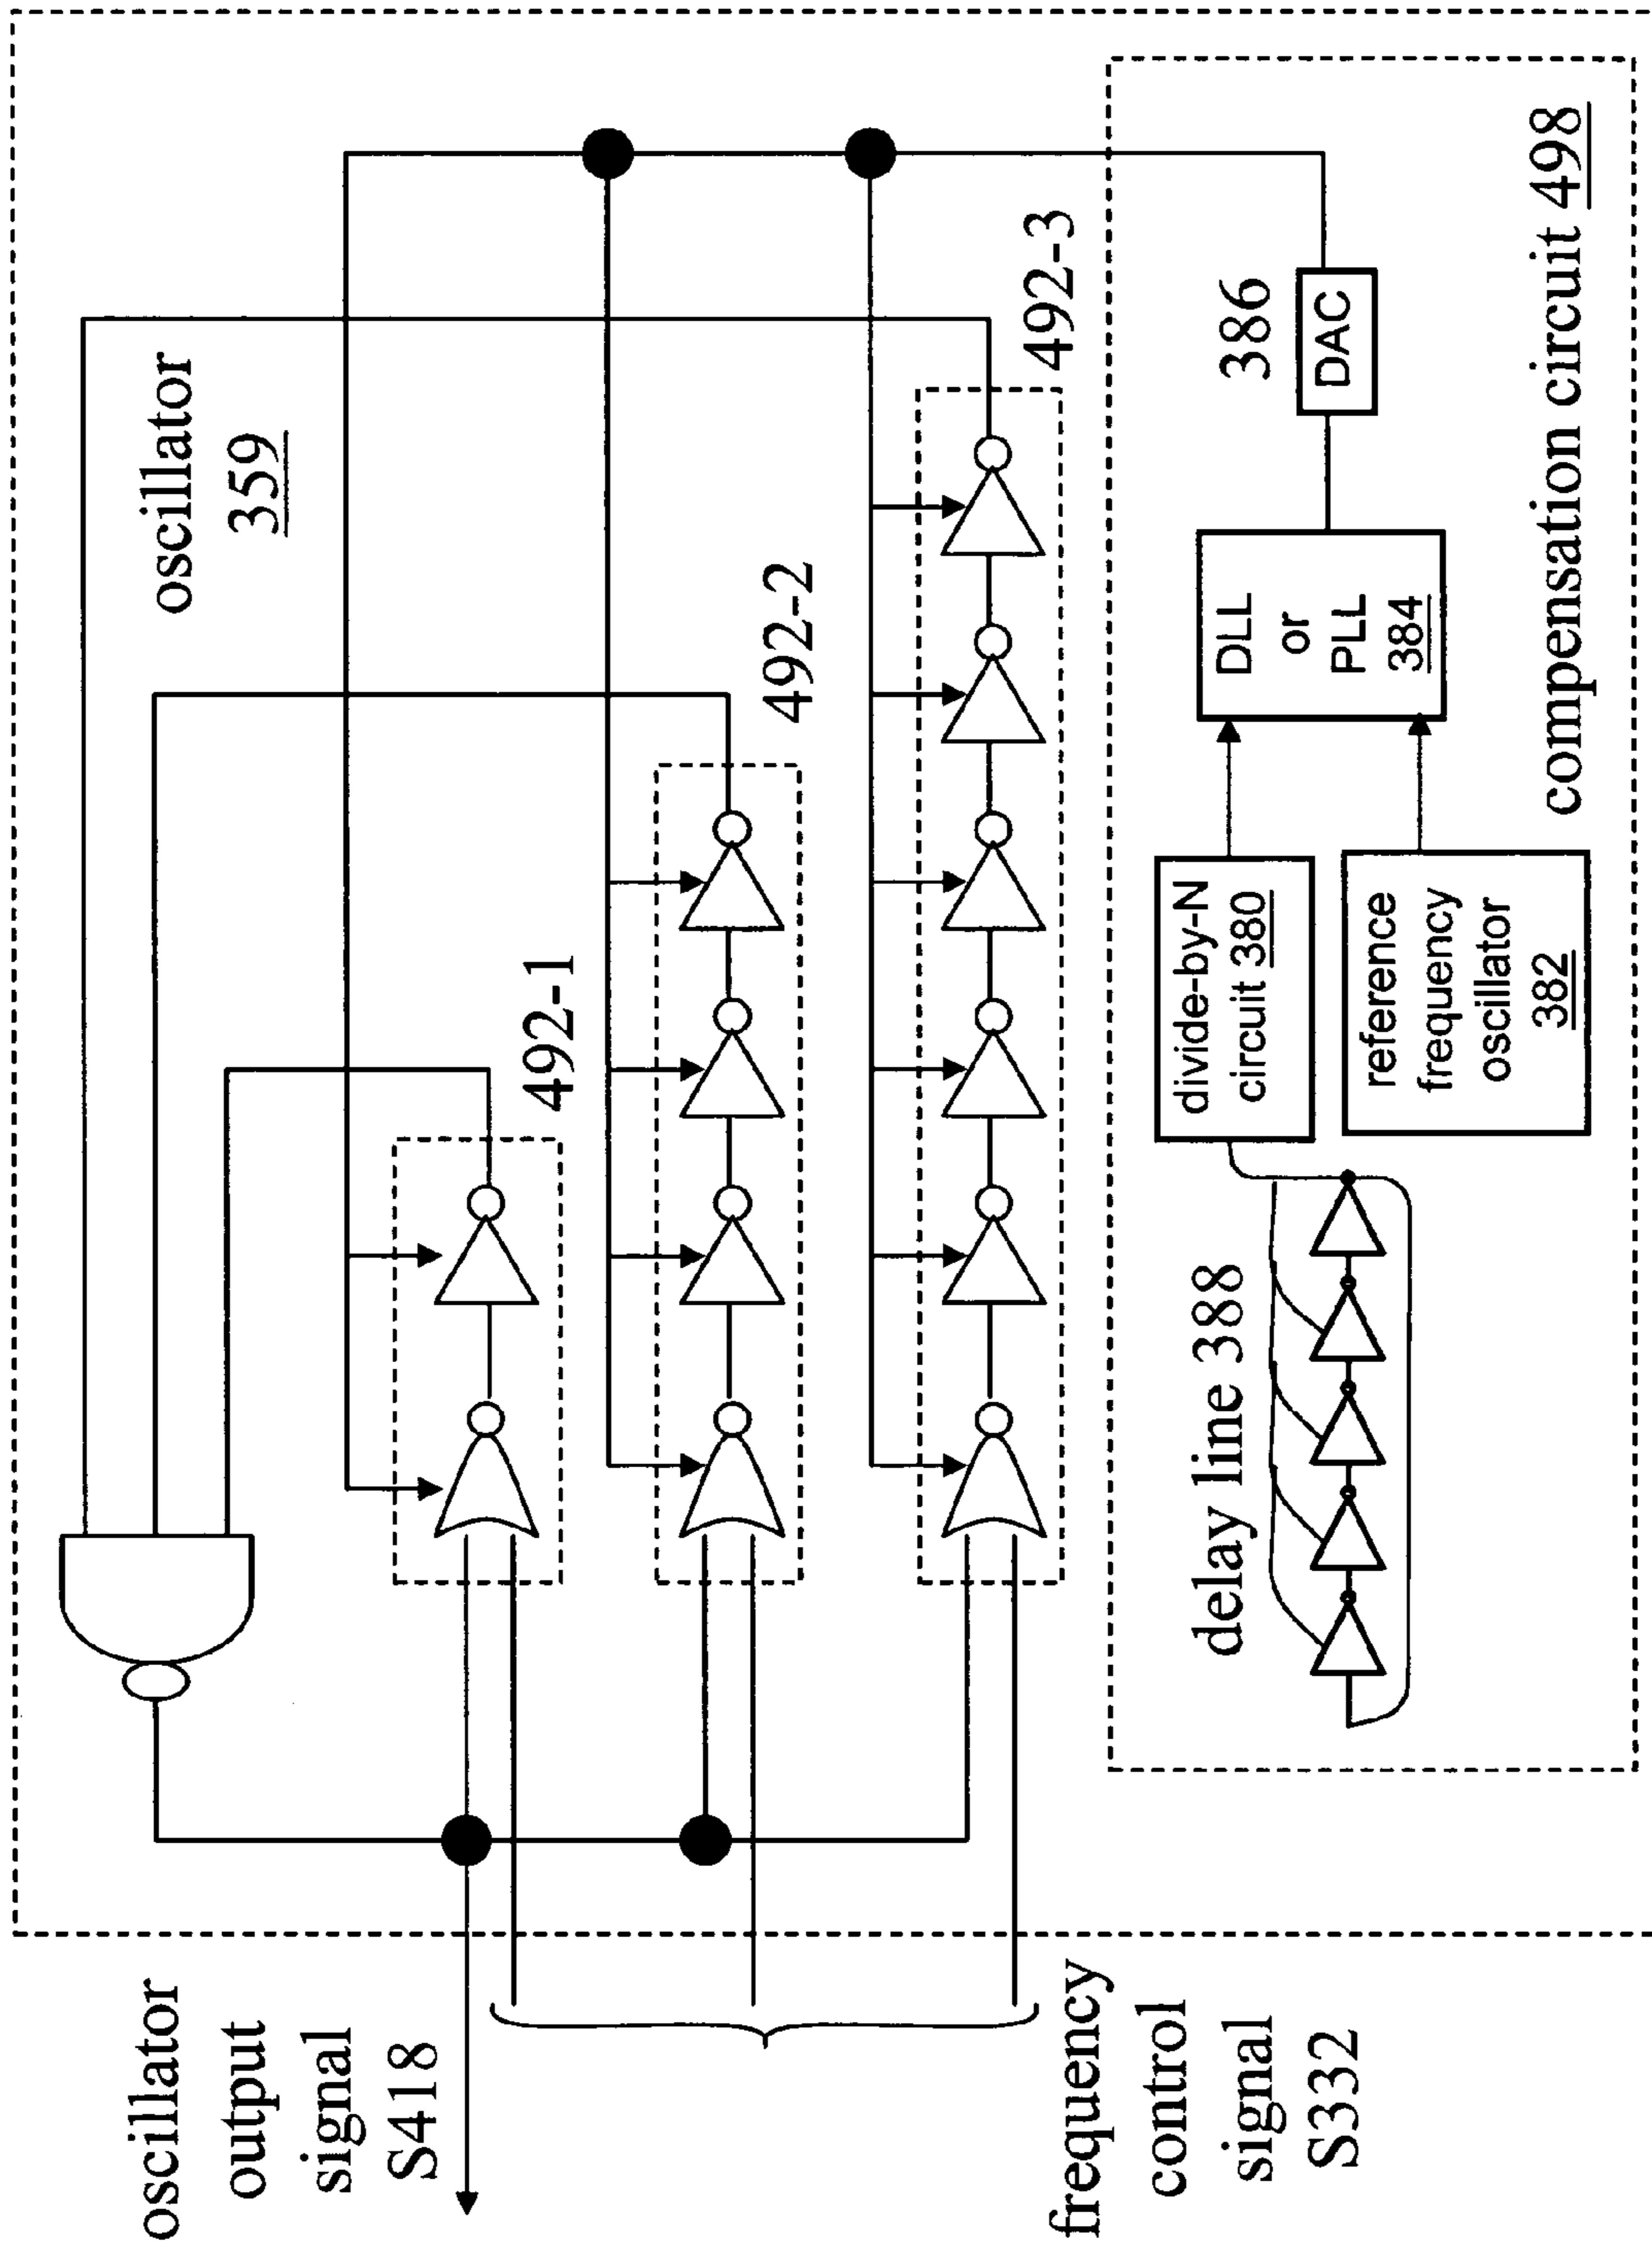 oscillator
359
492-1
492-2
492-3
oscillator
output
signal
S418
frequency
control
signal
S332
delay line 388
divide-by-N
circuit 380
reference
frequency
oscillator
382
DLL
or
PLL
384
386
DAC
compensation circuit 498